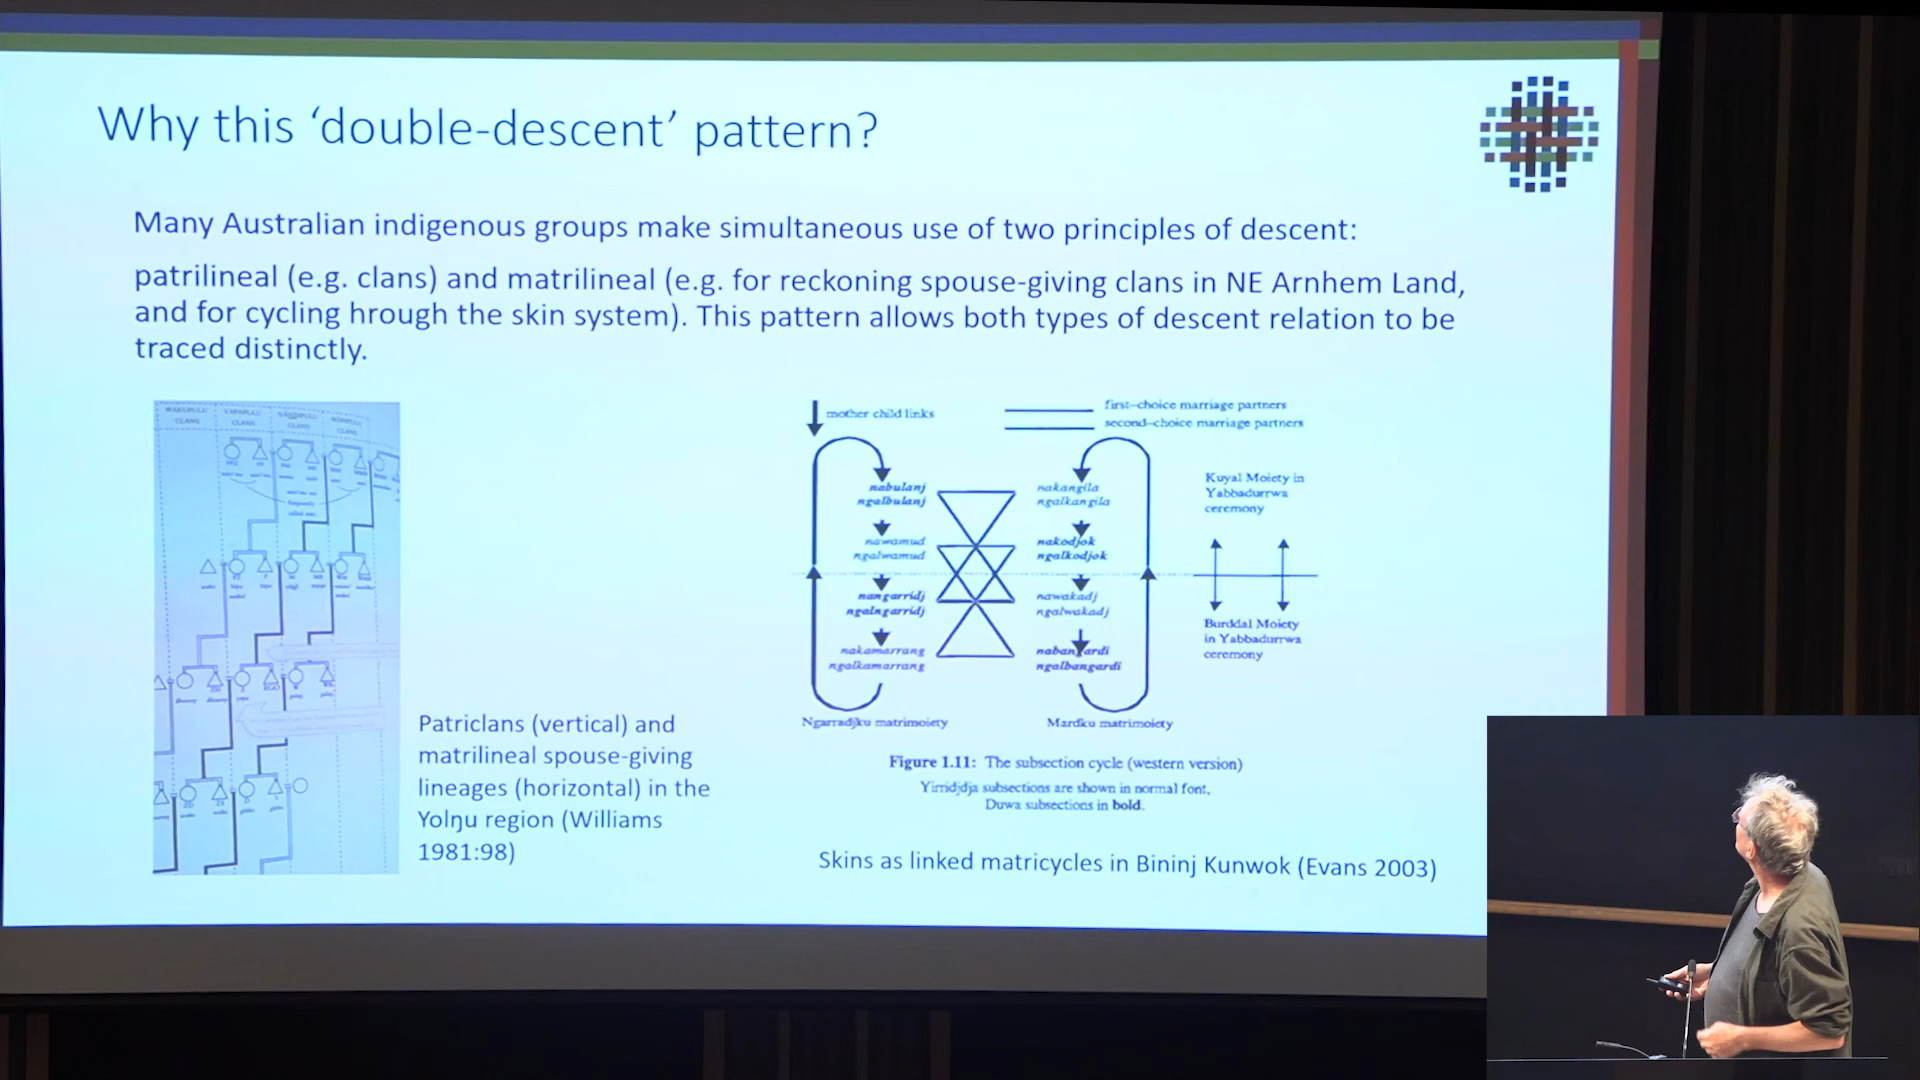 Why this ‘double-descent’ pattern?
Many Australian indigenous groups make simultaneous use of two principles of descent:
patrilineal (e.g. clans) and matrilineal (e.g. for reckoning spouse-giving clans in NE Arnhem Land,
and for cycling hrough the skin system). This pattern allows both types of descent relation to be
traced distinctly.
CLANS CLANS CLANS CLANS
EGO
Patriclans (vertical) and
matrilineal spouse-giving
lineages (horizontal) in the
Yolŋu region (Williams
1981:98)
mother child links
first-choice marriage partners
second-choice marriage partners
nabulanj
ngalbulanj
nawamud
ngalwamud
nangarridj
ngalngarridj
nakamarrang
ngalkamarrang
Ngarradjku matrimoiety
nakangila
ngalkangila
nakodjok
ngalkodjok
nawakadj
ngalwakadj
nabangardi
ngalbangardi
Mardku matrimoiety
Kuyal Moiety in
Yabbadurrwa
ceremony
Burddal Moiety
in Yabbadurrwa
ceremony
Figure 1.11: The subsection cycle (western version)
Yirridjdja subsections are shown in normal font,
Duwa subsections in bold.
Skins as linked matricycles in Bininj Kunwok (Evans 2003)